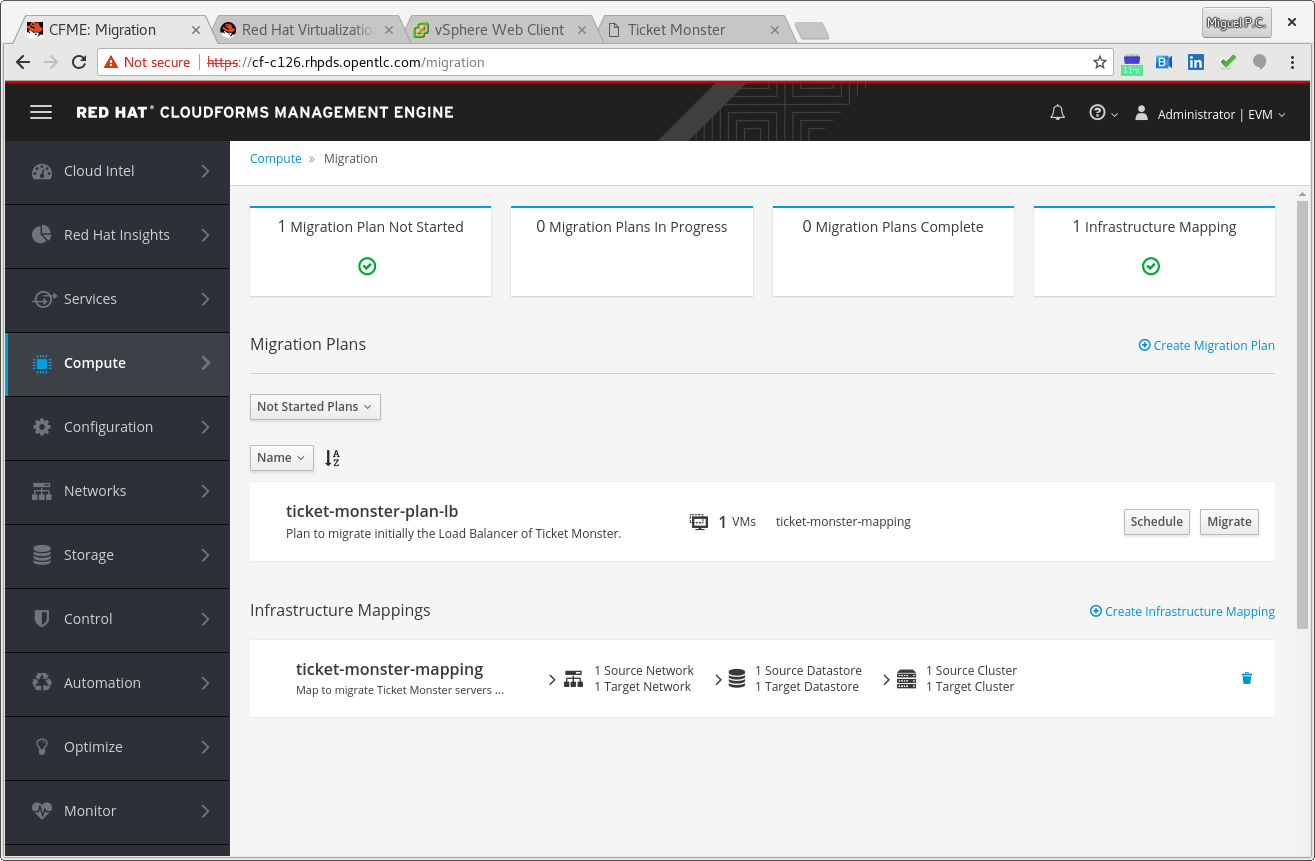 CFME: Migration
Red Hat Virtualizatio
vSphere Web Client
Ticket Monster
Miguel P.C.
Not secure https://cf-c126.rhpds.opentlc.com/migration
RED HAT® CLOUDFORMS MANAGEMENT ENGINE
Administrator | EVM
Cloud Intel
Red Hat Insights
Services
Compute
Configuration
Networks
Storage
Control
Automation
Optimize
Monitor
Compute » Migration
1 Migration Plan Not Started
0 Migration Plans In Progress
0 Migration Plans Complete
1 Infrastructure Mapping
Migration Plans
Create Migration Plan
Not Started Plans
Name
ticket-monster-plan-lb
Plan to migrate initially the Load Balancer of Ticket Monster.
1 VMs
ticket-monster-mapping
Schedule
Migrate
Infrastructure Mappings
Create Infrastructure Mapping
ticket-monster-mapping
Map to migrate Ticket Monster servers ...
1 Source Network
1 Target Network
1 Source Datastore
1 Target Datastore
1 Source Cluster
1 Target Cluster